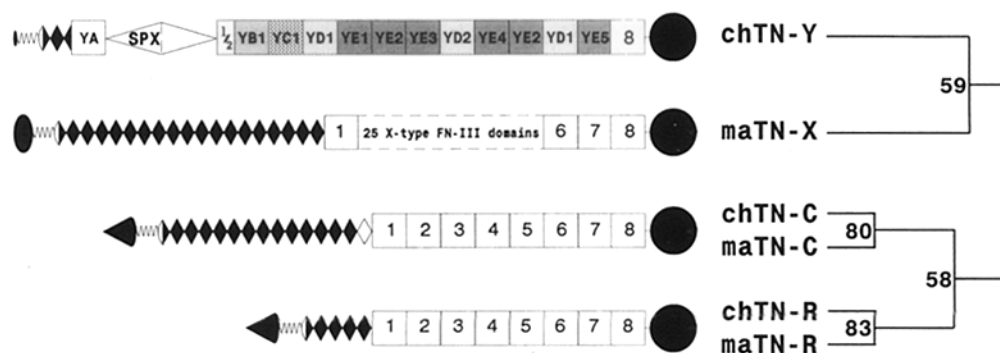 YA SPX ½ YB1 YC1 YD1 YE1 YE2 YE3 YD2 YE4 YE2 YD1 YE5 8 chTN-Y
59
1 25 X-type FN-III domains 6 7 8 maTN-X
chTN-C
1 2 3 4 5 6 7 8 80
maTN-C
58
chTN-R
1 2 3 4 5 6 7 8 83
maTN-R